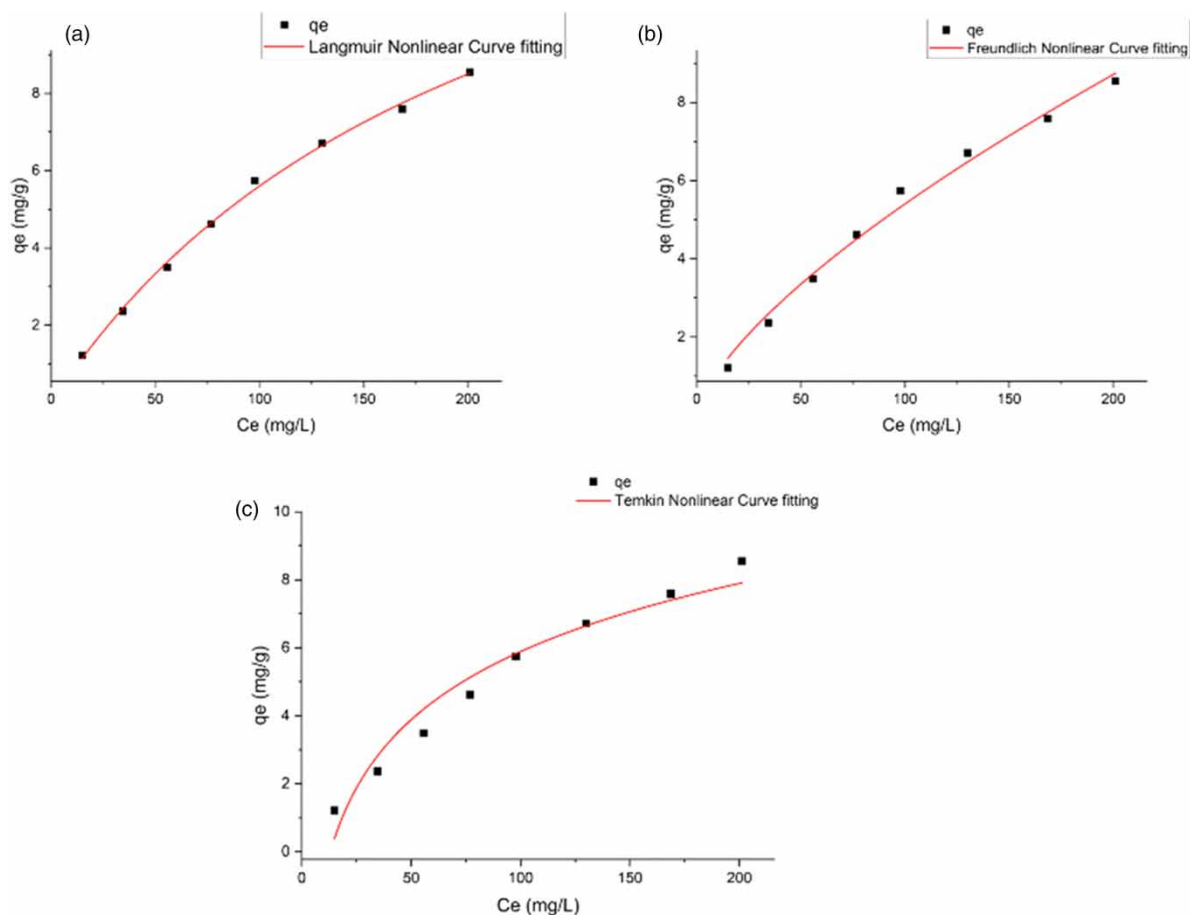 (a)
qe
Langmuir Nonlinear Curve fitting
8
6
4
2
qe (mg/g)
0 50 100 150 200
Ce (mg/L)
(b)
qe
Freundlich Nonlinear Curve fitting
8
6
4
2
qe (mg/g)
0 50 100 150 200
Ce (mg/L)
(c)
qe
Temkin Nonlinear Curve fitting
10
8
6
4
2
0
qe (mg/g)
0 50 100 150 200
Ce (mg/L)